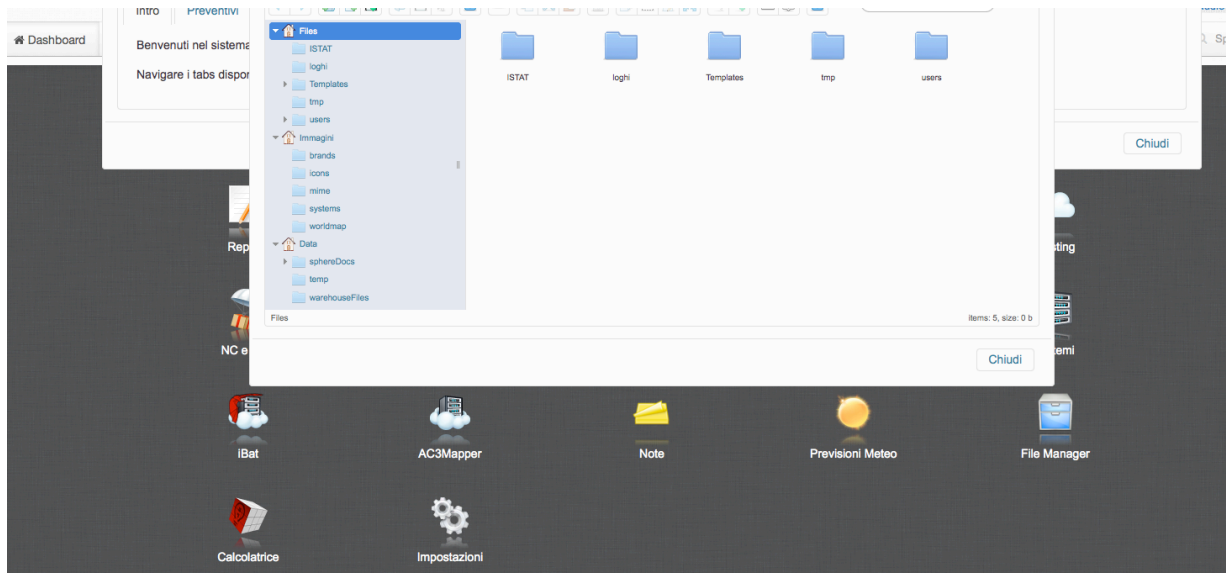 Intro Preventivi
Dashboard
Benvenuti nel sistema
Navigare i tabs dispor
Files
ISTAT
loghi
Templates
tmp
users
Immagini
brands
icons
mime
systems
worldmap
Data
sphereDocs
temp
warehouseFiles
ISTAT loghi Templates tmp users
Files items: 5, size: 0 b
Chiudi
Chiudi
Sp
Rep
sting
NC e
temi
iBat AC3Mapper Note Previsioni Meteo File Manager
Calcolatrice Impostazioni